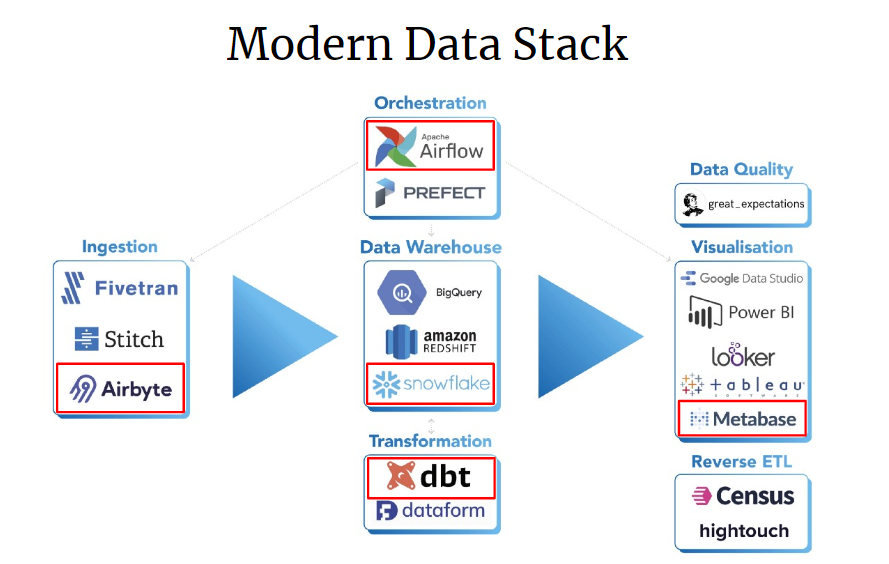 Modern Data Stack
Orchestration
Apache
Airflow
PREFECT
Data Quality
great_expectations
Ingestion
Fivetran
Stitch
Airbyte
Data Warehouse
BigQuery
amazon
REDSHIFT
snowflake
Visualisation
Google Data Studio
Power BI
looker
+ a b l e a u
SOFTWARE
Metabase
Transformation
dbt
dataform
Reverse ETL
Census
hightouch